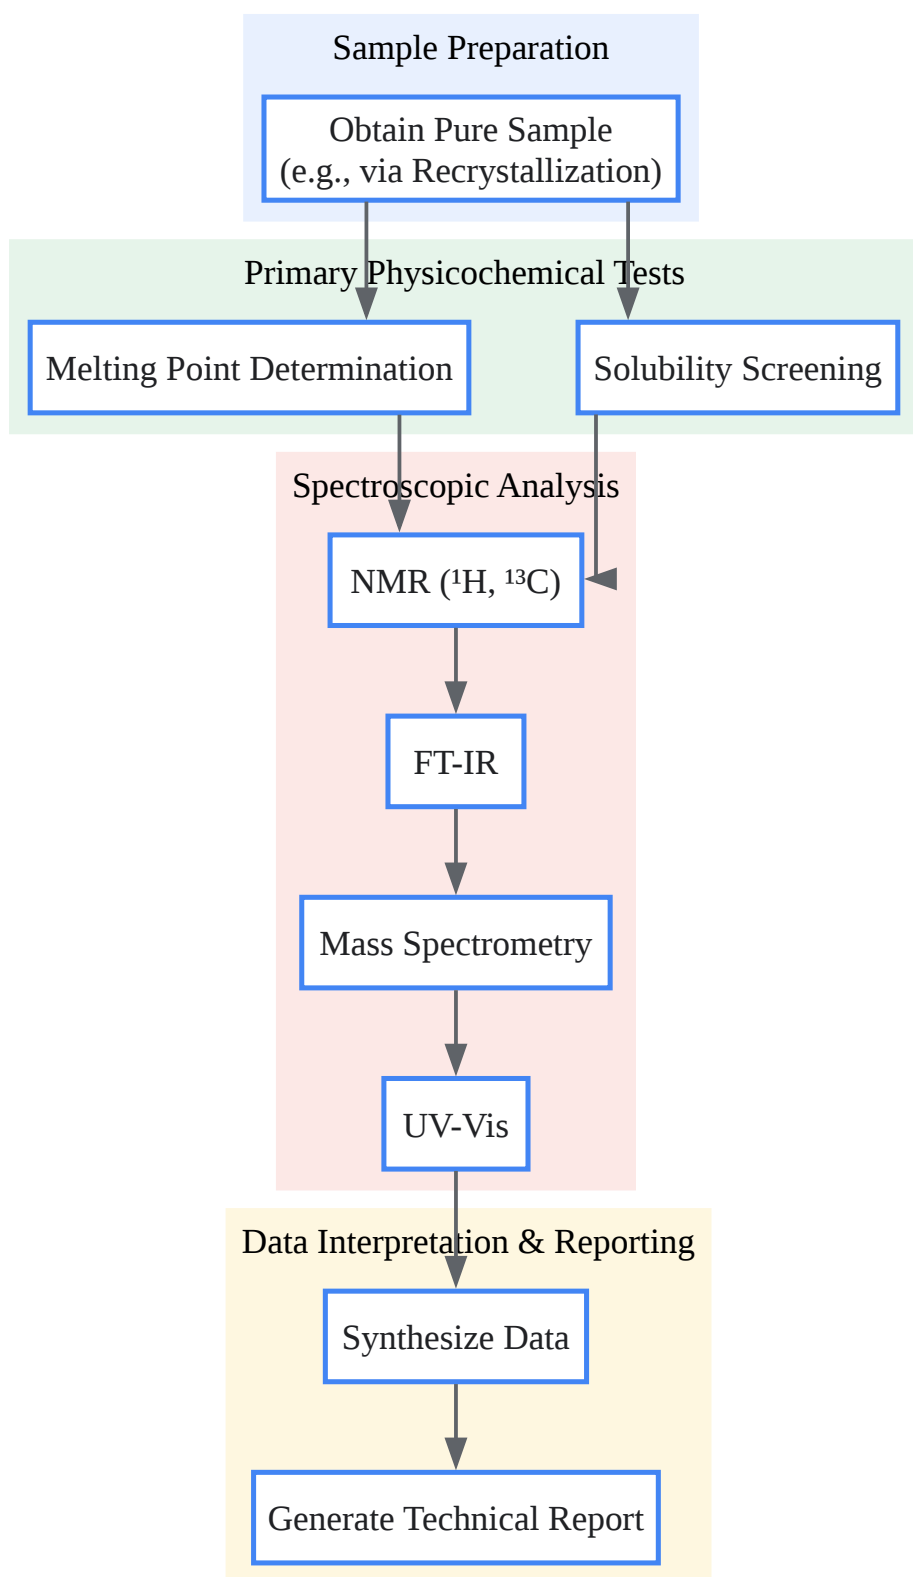 Sample Preparation
Obtain Pure Sample
(e.g., via Recrystallization)
Primary Physicochemical Tests
Melting Point Determination
Solubility Screening
Spectroscopic Analysis
NMR (¹H, ¹³C)
FT-IR
Mass Spectrometry
UV-Vis
Data Interpretation & Reporting
Synthesize Data
Generate Technical Report